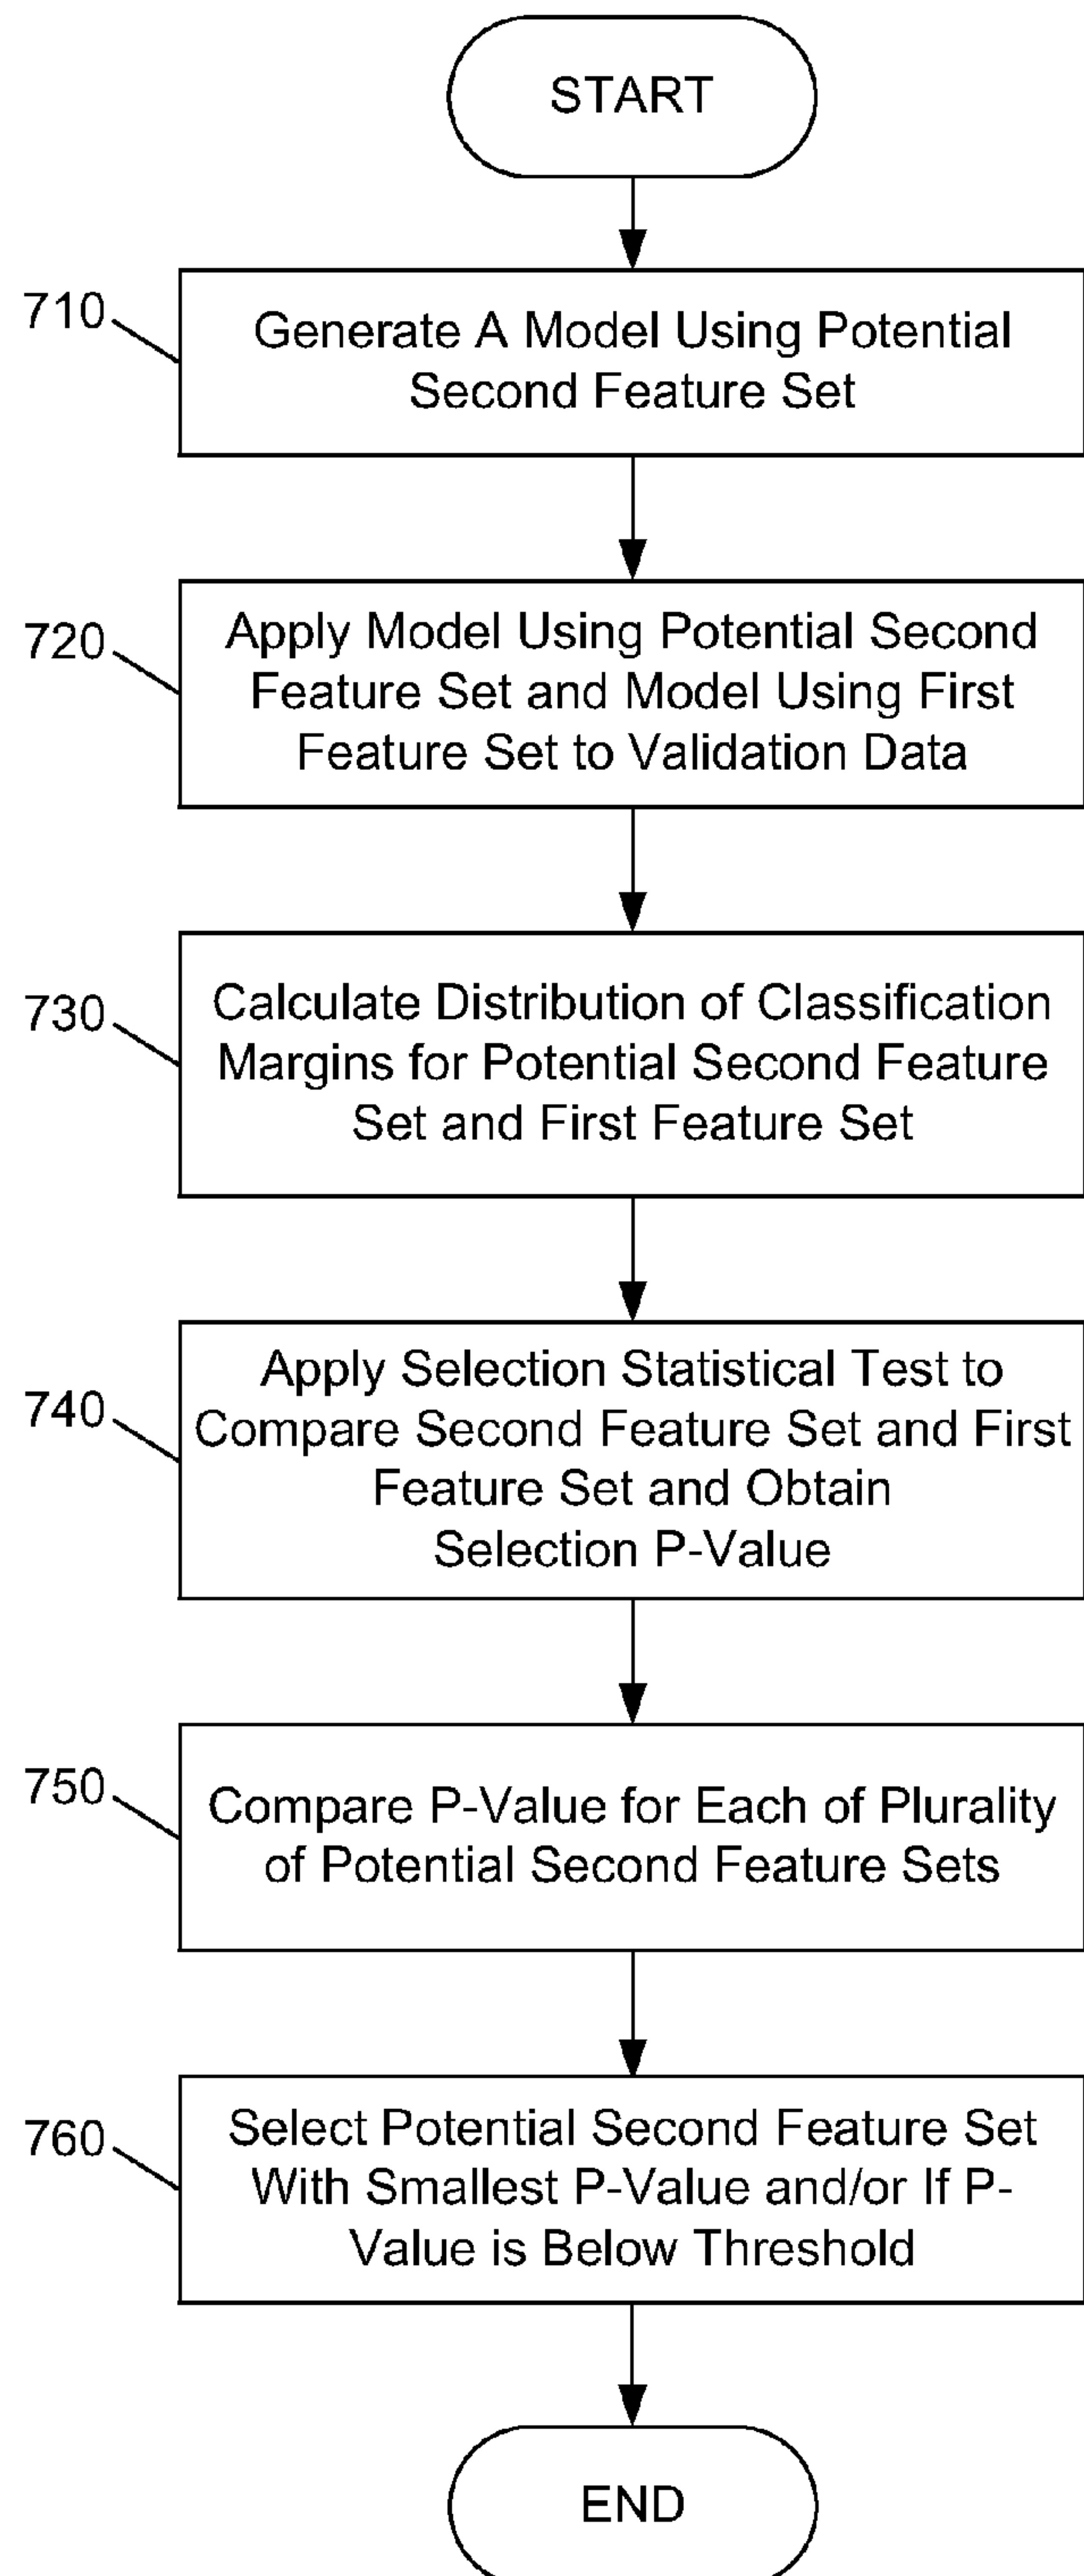 START
710
Generate A Model Using Potential
Second Feature Set
720
Apply Model Using Potential Second
Feature Set and Model Using First
Feature Set to Validation Data
730
Calculate Distribution of Classification
Margins for Potential Second Feature
Set and First Feature Set
740
Apply Selection Statistical Test to
Compare Second Feature Set and First
Feature Set and Obtain
Selection P-Value
750
Compare P-Value for Each of Plurality
of Potential Second Feature Sets
760
Select Potential Second Feature Set
With Smallest P-Value and/or If P-
Value is Below Threshold
END